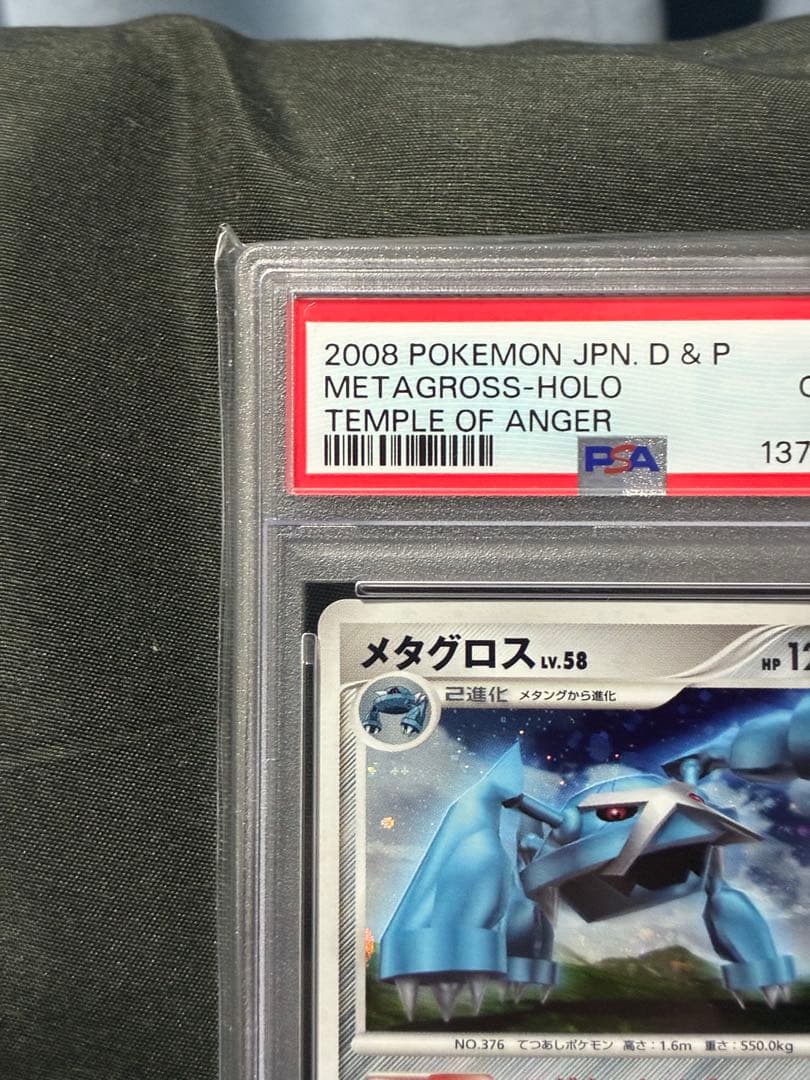 2008 POKEMON JPN. D & P
METAGROSS-HOLO
TEMPLE OF ANGER
PSA
137
メタグロス LV.58 HP 12
2進化 メタングから進化
NO.376 てつあしポケモン 高さ:1.6m 重さ:550.0kg